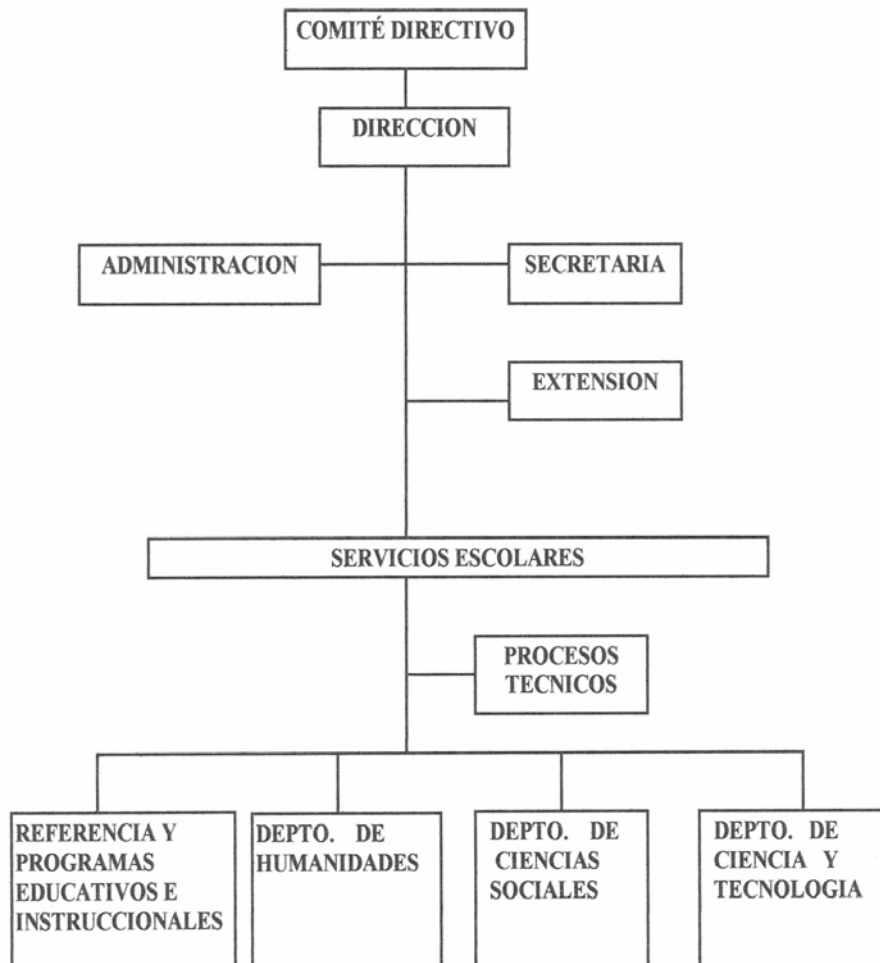 COMITÉ DIRECTIVO
DIRECCION
ADMINISTRACION
SECRETARIA
EXTENSION
SERVICIOS ESCOLARES
PROCESOS
TECNICOS
REFERENCIA Y
PROGRAMAS
EDUCATIVOS E
INSTRUCCIONALES
DEPTO. DE
HUMANIDADES
DEPTO. DE
CIENCIAS
SOCIALES
DEPTO. DE
CIENCIA Y
TECNOLOGIA